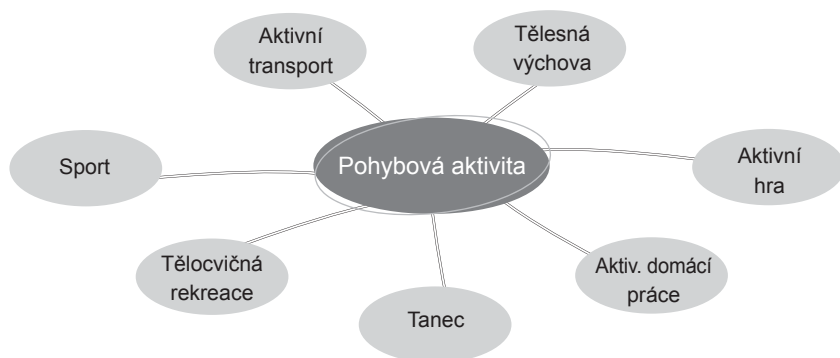 Aktivní
transport
Tělesná
výchova
Sport
Pohybová aktivita
Aktivní
hra
Tělocvičná
rekreace
Tanec
Aktiv. domácí
práce